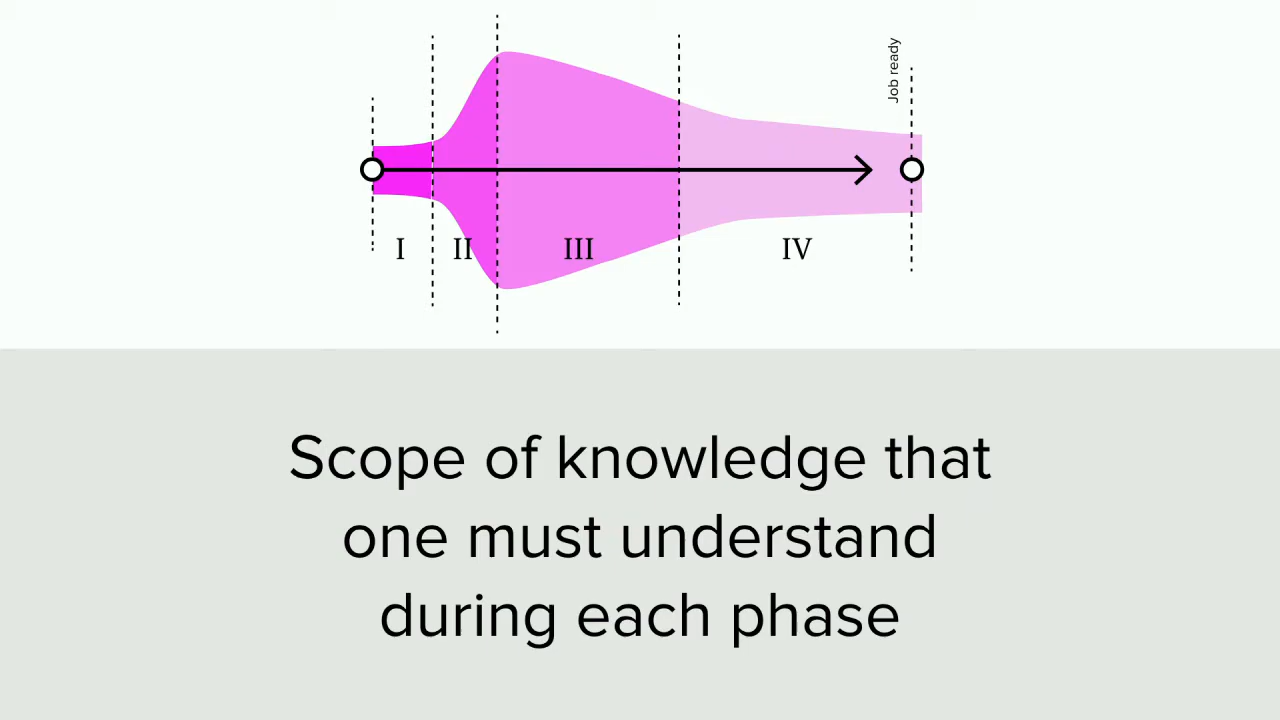 Job ready
I
II
III
IV
Scope of knowledge that
one must understand
during each phase